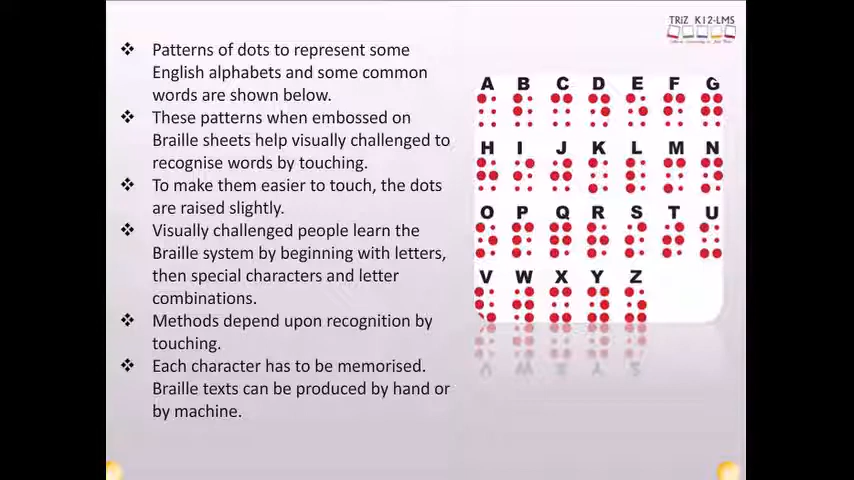 TRIZ K12-LMS
❖ Patterns of dots to represent some
English alphabets and some common
words are shown below.
❖ These patterns when embossed on
Braille sheets help visually challenged to
recognise words by touching.
❖ To make them easier to touch, the dots
are raised slightly.
❖ Visually challenged people learn the
Braille system by beginning with letters,
then special characters and letter
combinations.
❖ Methods depend upon recognition by
touching.
❖ Each character has to be memorised.
Braille texts can be produced by hand or
by machine.
A B C D E F G
H I J K L M N
O P Q R S T U
V W X Y Z